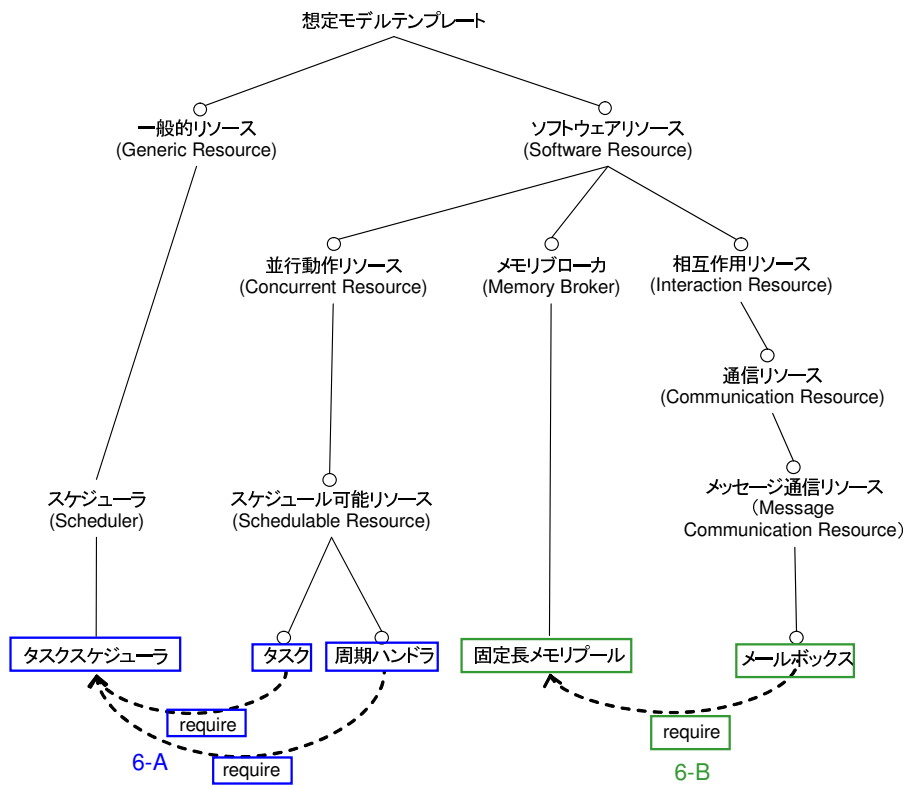 想定モデルテンプレート
一般的リソース
(Generic Resource)
ソフトウェアリソース
(Software Resource)
並行動作リソース
(Concurrent Resource)
メモリブローカ
(Memory Broker)
相互作用リソース
(Interaction Resource)
通信リソース
(Communication Resource)
スケジューラ
(Scheduler)
スケジュール可能リソース
(Schedulable Resource)
メッセージ通信リソース
（Message
Communication Resource）
タスクスケジューラ
タスク
周期ハンドラ
固定長メモリプール
メールボックス
require
require
require
6-A
6-B